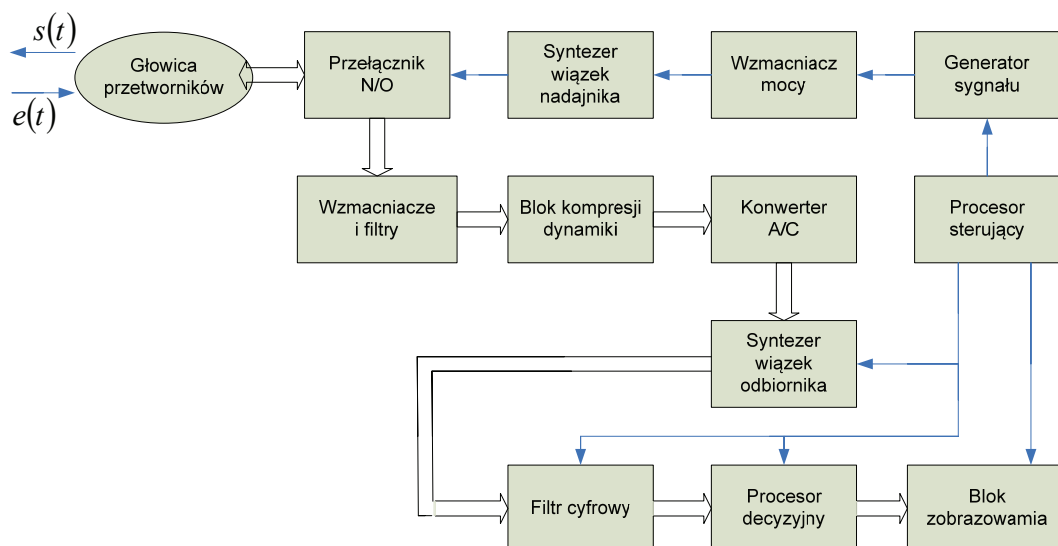 s(t)
e(t)
Głowica
przetworników
Przełącznik
N/O
Syntezer
wiązek
nadajnika
Wzmacniacz
mocy
Generator
sygnału
Wzmacniacze
i filtry
Blok kompresji
dynamiki
Konwerter
A/C
Procesor
sterujący
Syntezer
wiązek
odbiornika
Filtr cyfrowy
Procesor
decyzyjny
Blok
zobrazowamia